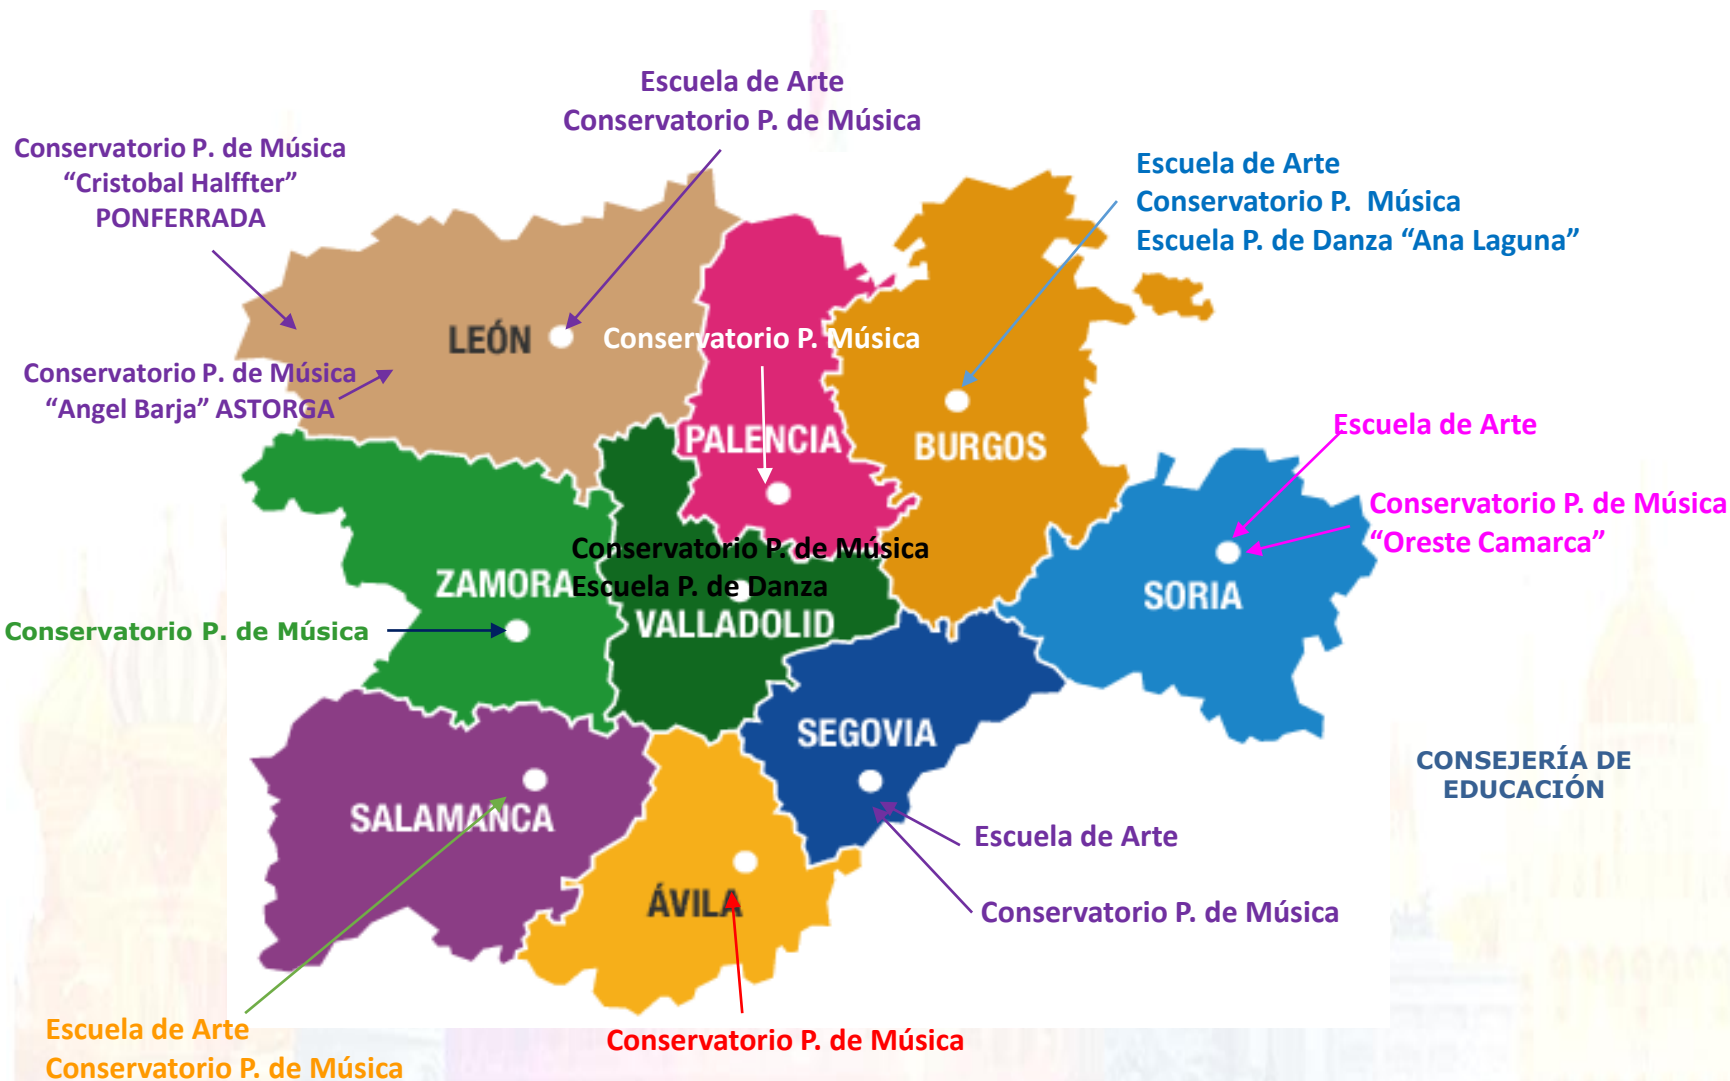 Escuela de Arte
Conservatorio P. de Música
Conservatorio P. de Música
“Cristobal Halffter”
PONFERRADA
Escuela de Arte
Conservatorio P.  Música
Escuela P. de Danza “Ana Laguna”
LEÓN
Conservatorio P. Música
Conservatorio P. de Música
“Angel Barja” ASTORGA
PALENCIA
BURGOS
Escuela de Arte
Conservatorio P. de Música
“Oreste Camarca”
Conservatorio P. de Música
Escuela P. de Danza
ZAMORA
SORIA
VALLADOLID
Conservatorio P. de Música
SEGOVIA
CONSEJERÍA DE
EDUCACIÓN
SALAMANCA
Escuela de Arte
ÁVILA
Conservatorio P. de Música
Escuela de Arte
Conservatorio P. de Música
Conservatorio P. de Música